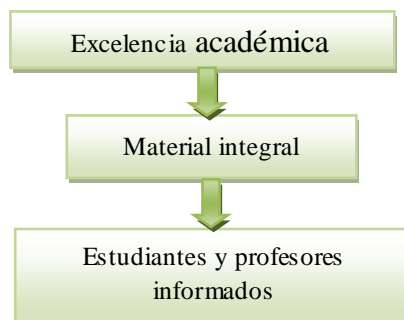 Excelencia académica
Material integral
Estudiantes y profesores
informados